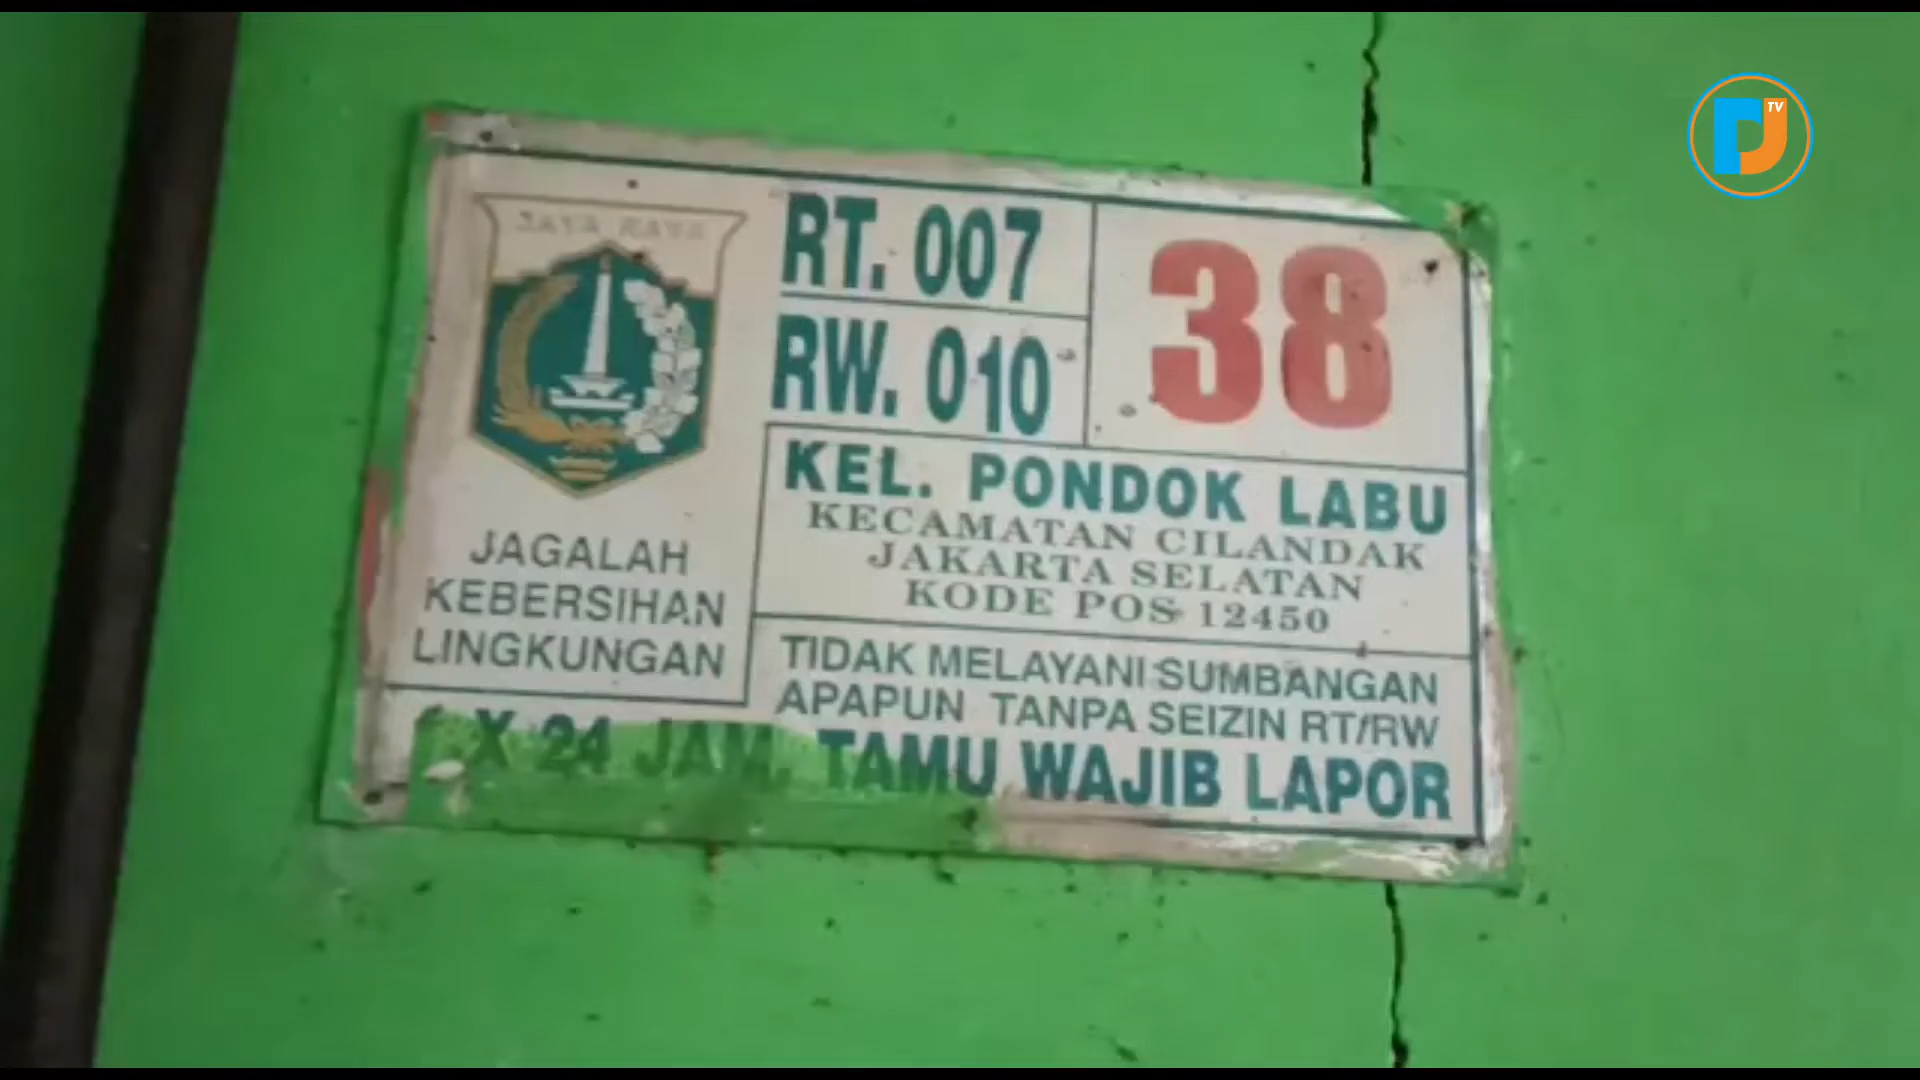 JAYA RAYA
RT. 007
RW. 010
38
KEL. PONDOK LABU
KECAMATAN CILANDAK
JAKARTA SELATAN
KODE POS 12450
JAGALAH
KEBERSIHAN
LINGKUNGAN
TIDAK MELAYANI SUMBANGAN
APAPUN TANPA SEIZIN RT/RW
X 24 JAM. TAMU WAJIB LAPOR
TV